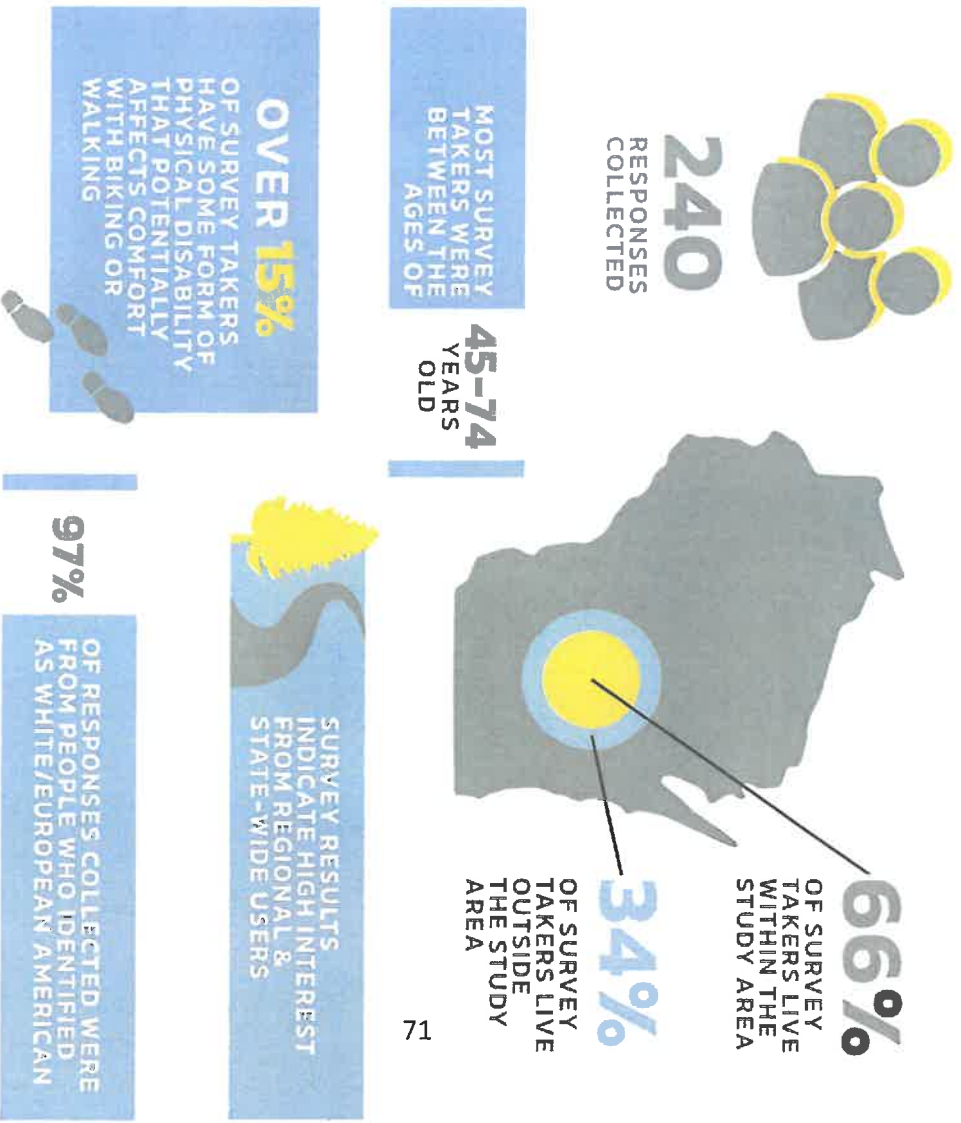 240
RESPONSES
COLLECTED
66%
OF SURVEY
TAKERS LIVE
WITHIN THE
STUDY AREA
34%
OF SURVEY
TAKERS LIVE
OUTSIDE
THE STUDY
AREA
MOST SURVEY
TAKERS WERE
BETWEEN THE
AGES OF
45-74
YEARS
OLD
SURVEY RESULTS
INDICATE HIGH INTEREST
FROM REGIONAL &
STATE-WIDE USERS
OVER 15%
OF SURVEY TAKERS
HAVE SOME FORM OF
PHYSICAL DISABILITY
THAT POTENTIALLY
AFFECTS COMFORT
WITH BIKING OR
WALKING
97%
OF RESPONSES COLLECTED WERE
FROM PEOPLE WHO IDENTIFIED
AS WHITE/EUROPEAN AMERICAN
71